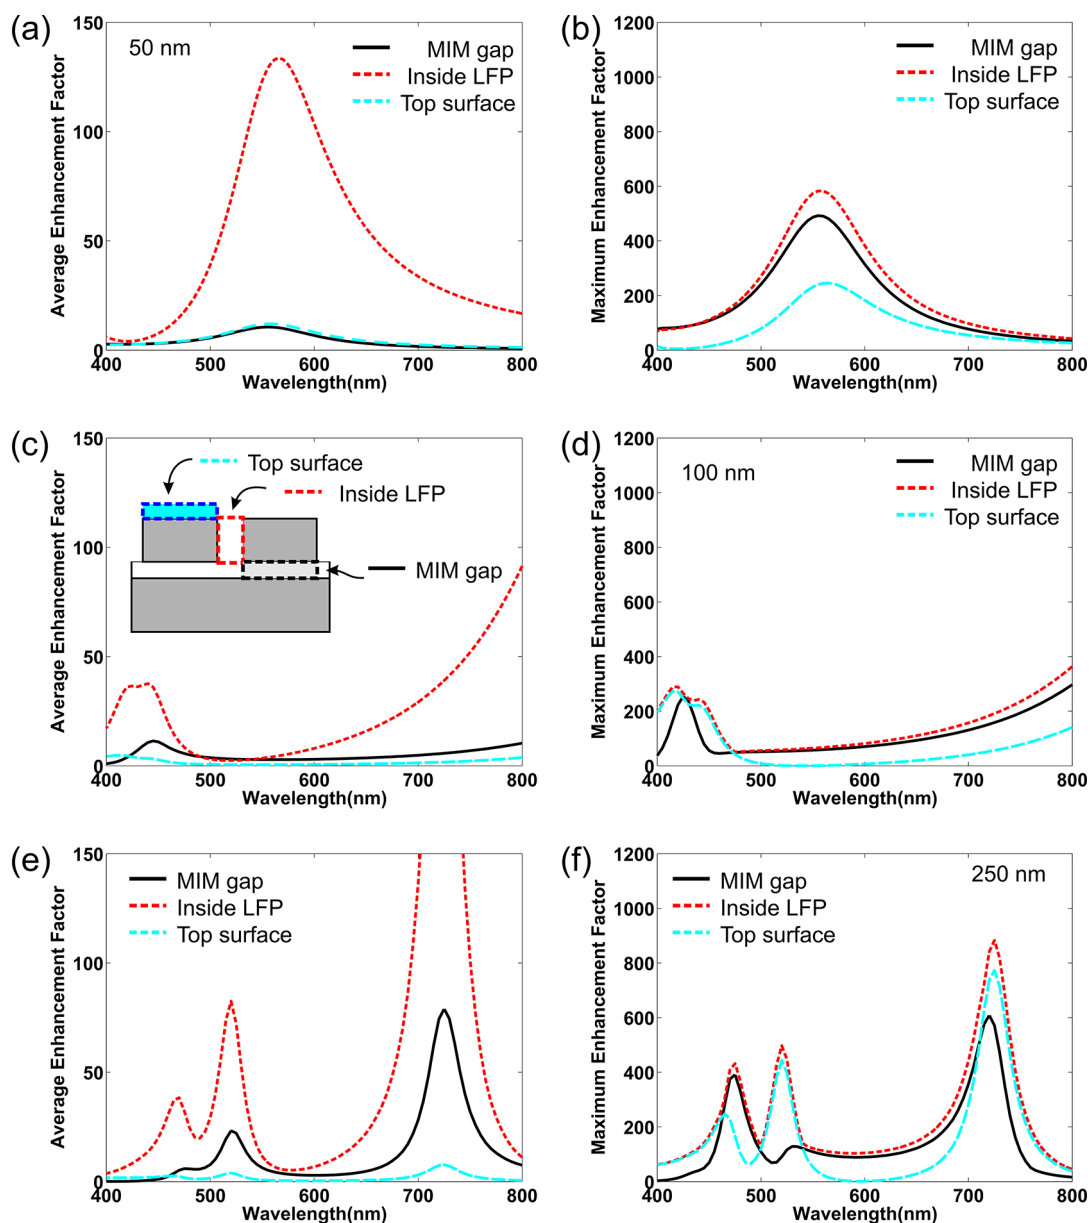 (a)
50 nm
MIM gap
Inside LFP
Top surface
Average Enhancement Factor
150
100
50
0
400 500 600 700 800
Wavelength(nm)
(b)
MIM gap
Inside LFP
Top surface
Maximum Enhancement Factor
1200
1000
800
600
400
200
0
400 500 600 700 800
Wavelength(nm)
(c)
Top surface
Inside LFP
MIM gap
Average Enhancement Factor
150
100
50
0
400 500 600 700 800
Wavelength(nm)
(d)
100 nm
MIM gap
Inside LFP
Top surface
Maximum Enhancement Factor
1200
1000
800
600
400
200
0
400 500 600 700 800
Wavelength(nm)
(e)
MIM gap
Inside LFP
Top surface
Average Enhancement Factor
150
100
50
0
400 500 600 700 800
Wavelength(nm)
(f)
250 nm
MIM gap
Inside LFP
Top surface
Maximum Enhancement Factor
1200
1000
800
600
400
200
0
400 500 600 700 800
Wavelength(nm)